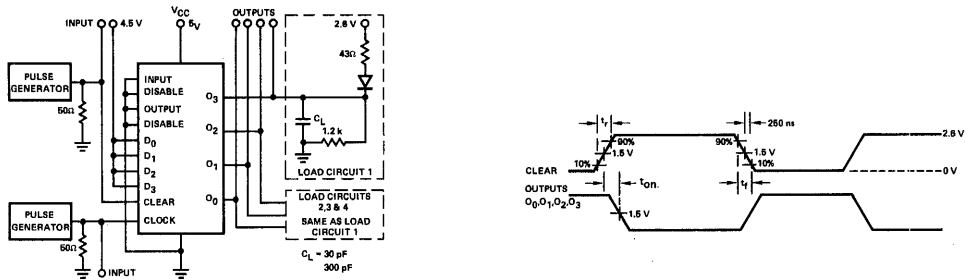 INPUT 4.5 V
VCC
5V
OUTPUTS
2.6 V
43Ω
PULSE
GENERATOR
50Ω
INPUT
DISABLE
OUTPUT
DISABLE
D0
D1
D2
D3
CLEAR
CLOCK
O3
O2
O1
O0
CL
1.2 k
LOAD CIRCUIT 1
LOAD CIRCUITS
2,3 & 4
SAME AS LOAD
CIRCUIT 1
CL = 30 pF
300 pF
PULSE
GENERATOR
50Ω
INPUT
tr
250 ns
90%
1.5 V
10%
90%
1.5 V
10%
2.6 V
0 V
CLEAR
ton.
tf
OUTPUTS
O0,O1,O2,O3
1.5 V